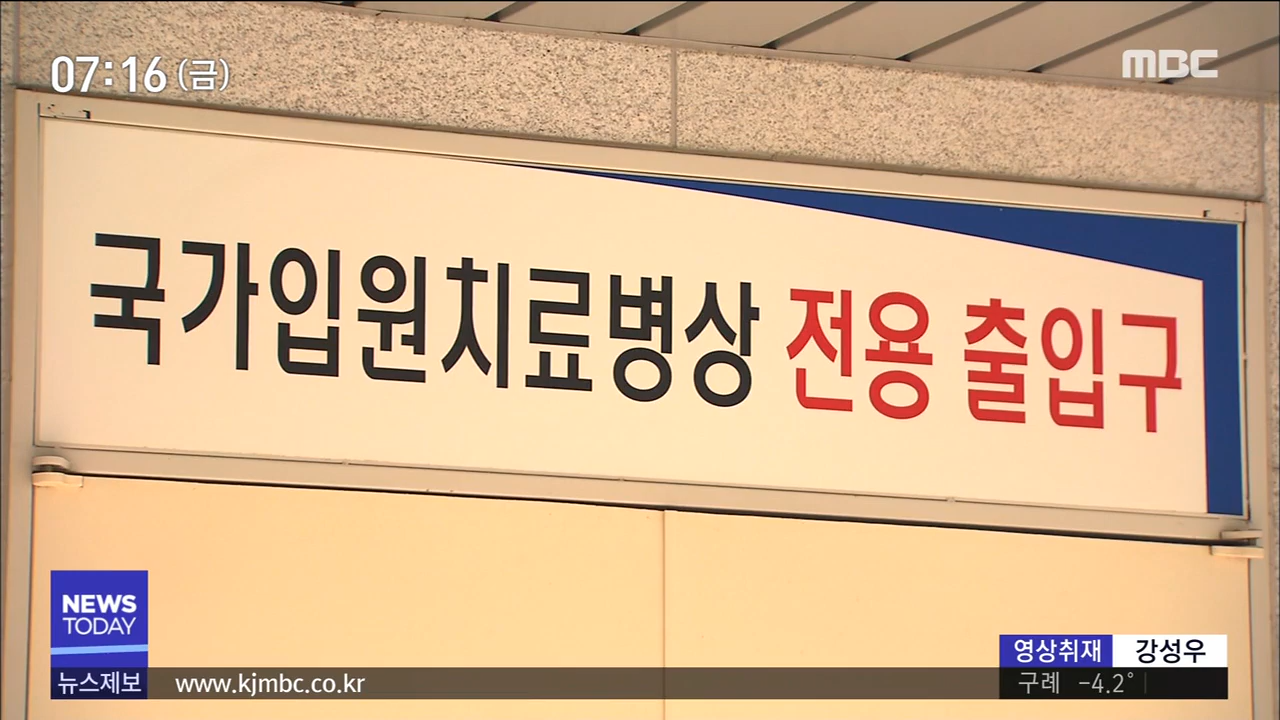 07:16 (금)
MBC
국가입원치료병상 전용 출입구
NEWS
TODAY
영상취재 강성우
뉴스제보 www.kjmbc.co.kr
구례 -4.2°